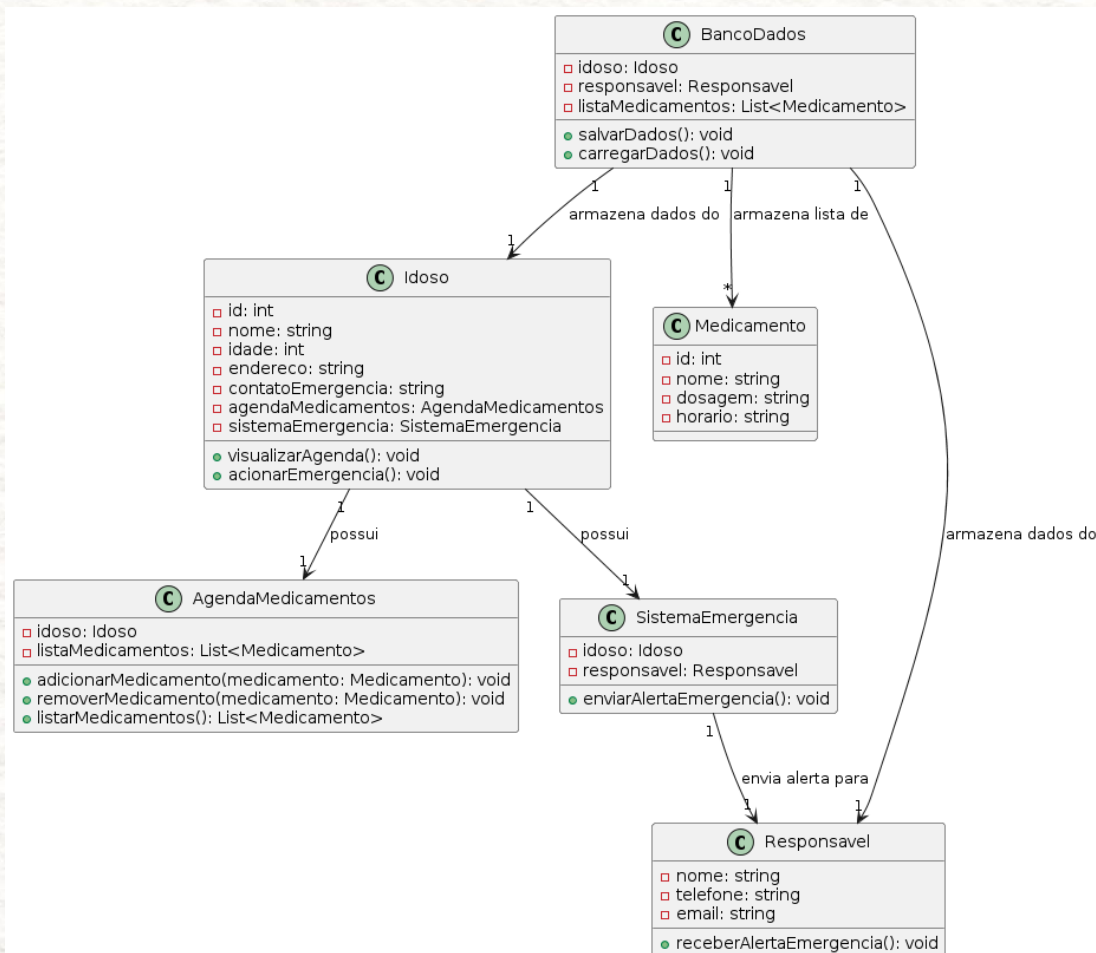 C BancoDados
idoso: Idoso
responsavel: Responsavel
listaMedicamentos: List<Medicamento>
salvarDados(): void
carregarDados(): void
1 1 1
armazena dados do armazena lista de
1
*
C Idoso
id: int
nome: string
idade: int
endereco: string
contatoEmergencia: string
agendaMedicamentos: AgendaMedicamentos
sistemaEmergencia: SistemaEmergencia
visualizarAgenda(): void
acionarEmergencia(): void
C Medicamento
id: int
nome: string
dosagem: string
horario: string
1 1
possui possui armazena dados do
1
1
C AgendaMedicamentos
idoso: Idoso
listaMedicamentos: List<Medicamento>
adicionarMedicamento(medicamento: Medicamento): void
removerMedicamento(medicamento: Medicamento): void
listarMedicamentos(): List<Medicamento>
C SistemaEmergencia
idoso: Idoso
responsavel: Responsavel
enviarAlertaEmergencia(): void
1
envia alerta para
1 1
C Responsavel
nome: string
telefone: string
email: string
receberAlertaEmergencia(): void